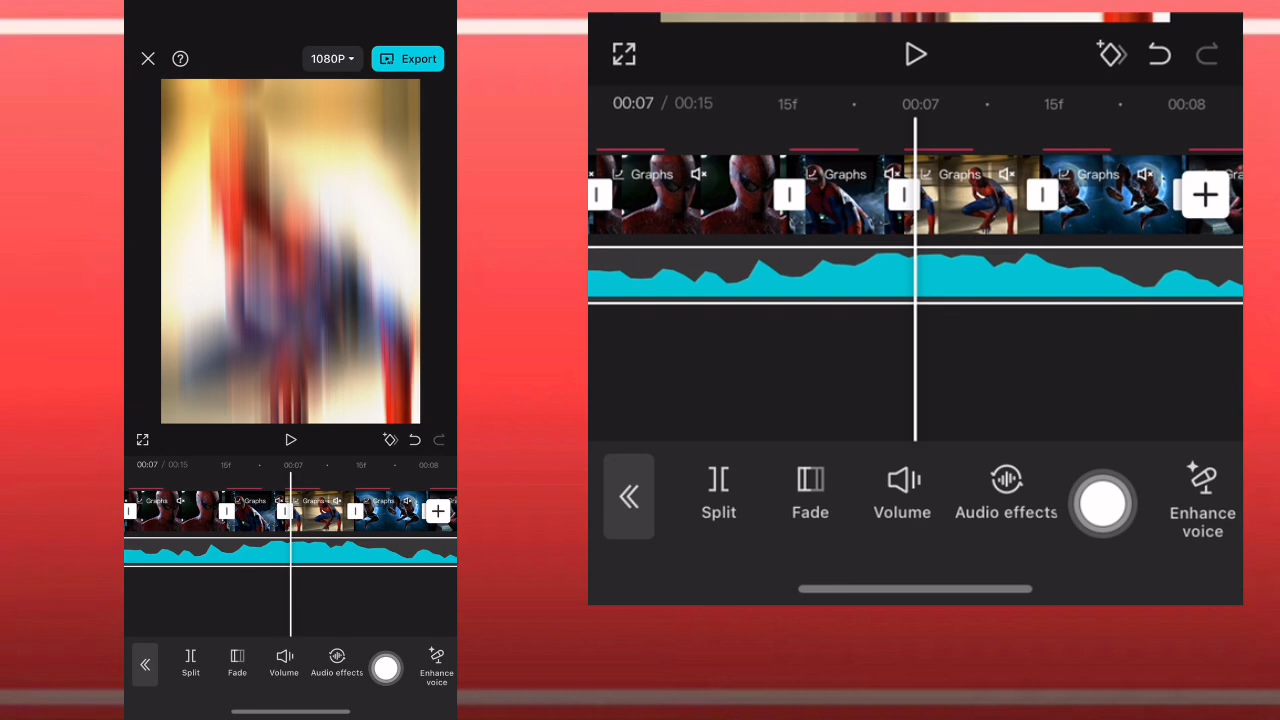 ? 1080P Export
00:07 / 00:15 15f 00:07 15f 00:08
Graphs Graphs Graphs Graphs
Split Fade Volume Audio effects Enhance
voice
00:07 / 00:15 15f 00:07 15f 00:08
Graphs Graphs Graphs Graphs Gra
Split Fade Volume Audio effects Enhance
voice